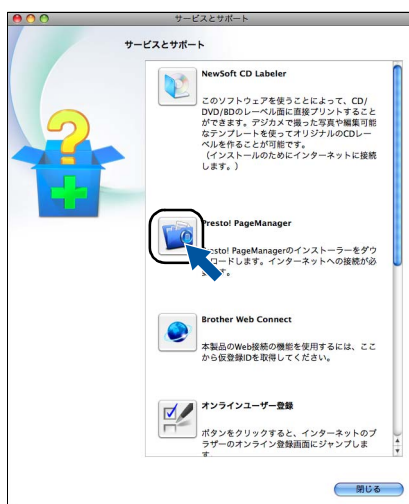 サービスとサポート
サービスとサポート
NewSoft CD Labeler
このソフトウェアを使うことによって、CD/
DVD/BDのレーベル面に直接プリントすること
ができます。デジカメで撮った写真や編集可能
なテンプレートを使ってオリジナルのCDレー
ベルを作ることが可能です。
(インストールのためにインターネットに接続
します。)
Presto! PageManager
Presto! PageManagerのインストーラーをダウ
ロードします。インターネットへの接続が必
です。
Brother Web Connect
本製品のWeb接続の機能を使用するには、ここ
から仮登録IDを取得してください。
オンラインユーザー登録
ボタンをクリックすると、インターネットのブ
ラザーのオンライン登録画面にジャンプしま
す。
閉じる